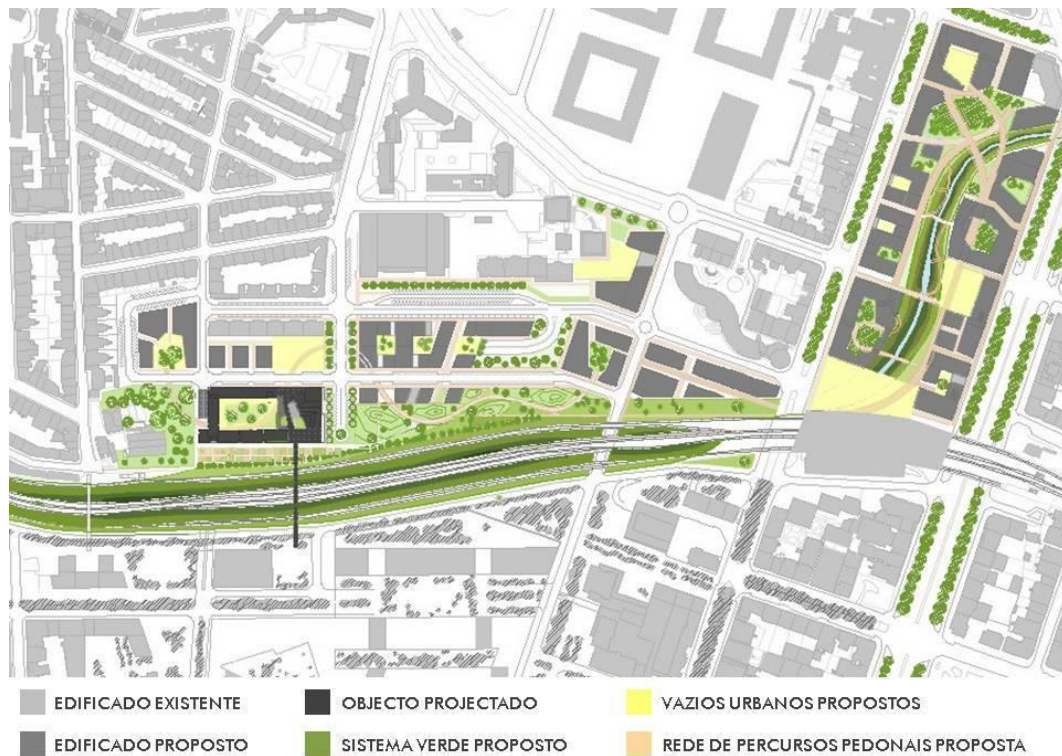 EDIFICADO EXISTENTE
OBJECTO PROJECTADO
VAZIOS URBANOS PROPOSTOS
EDIFICADO PROPOSTO
SISTEMA VERDE PROPOSTO
REDE DE PERCURSOS PEDONAIS PROPOSTA